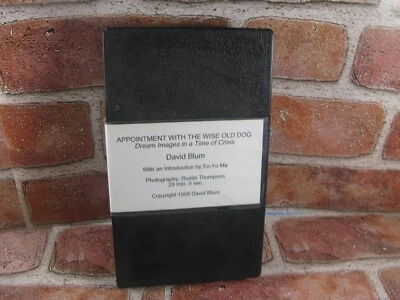 APPOINTMENT WITH THE WISE OLD DOG
Dream Images in a Time of Crisis
David Blum
With an Introduction by Yo-Yo Ma
Photography: Rustin Thompson
29 min. 9 sec.
Copyright 1998 David Blum